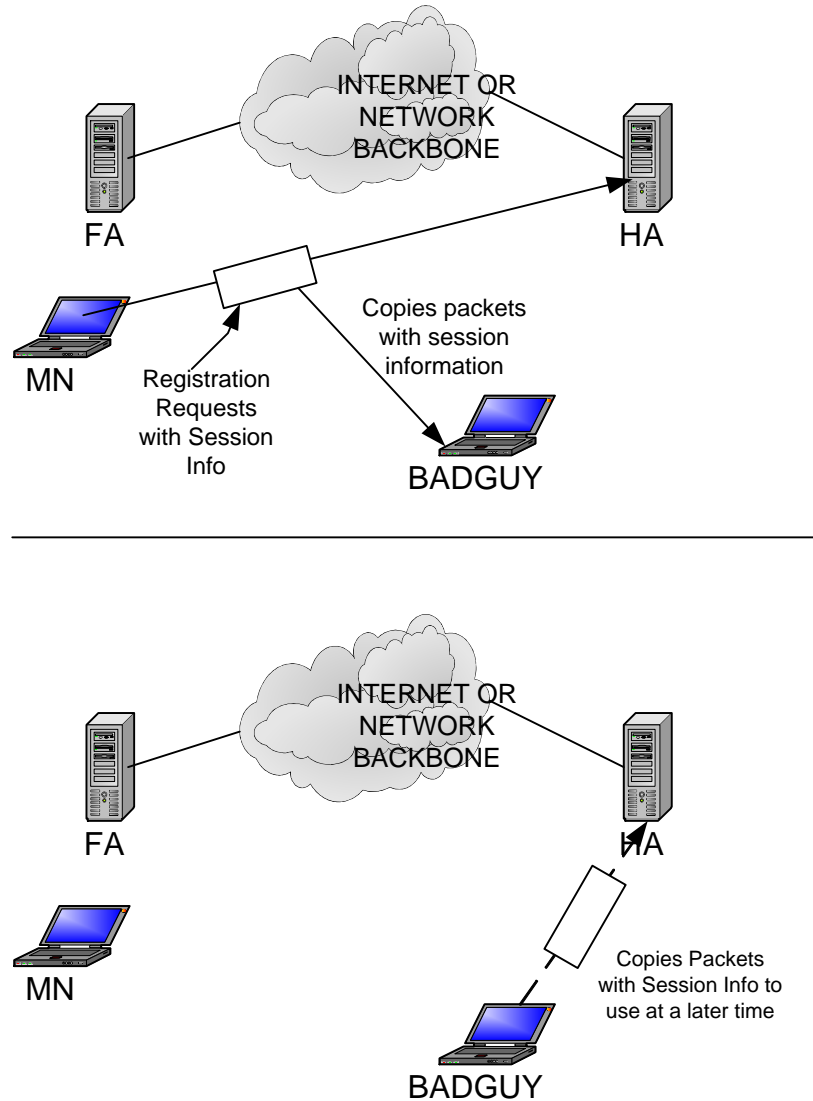 INTERNET OR
NETWORK
BACKBONE
FA
HA
MN
Copies packets
with session
information
Registration
Requests
with Session
Info
BADGUY
INTERNET OR
NETWORK
BACKBONE
FA
HA
MN
Copies Packets
with Session Info to
use at a later time
BADGUY